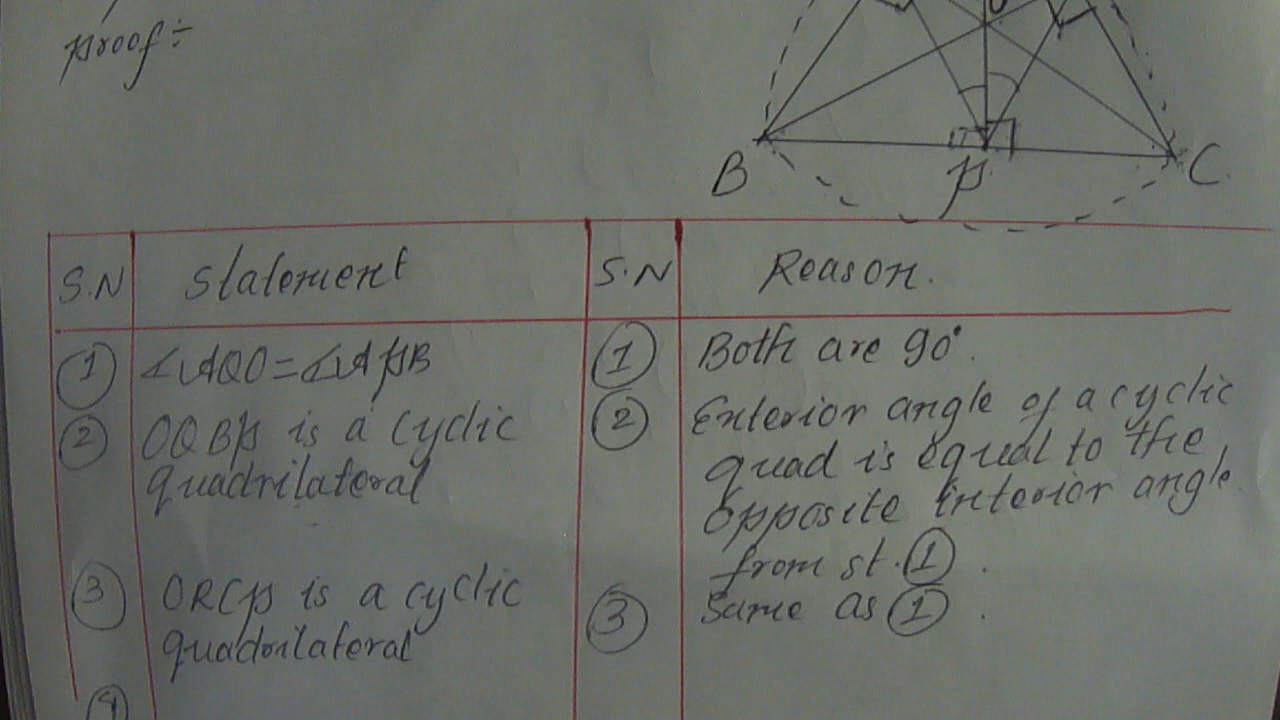 proof÷
B
p
C
S.N Statement S.N Reason.
① ∠AQO=∠APB ① Both are 90°.
② OQBP is a cyclic ② Exterior angle of a cyclic
quadrilateral quad is equal to the
opposite interior angle
from st. ① .
③ ORCP is a cyclic ③ Same as ① .
quadrilateral
④